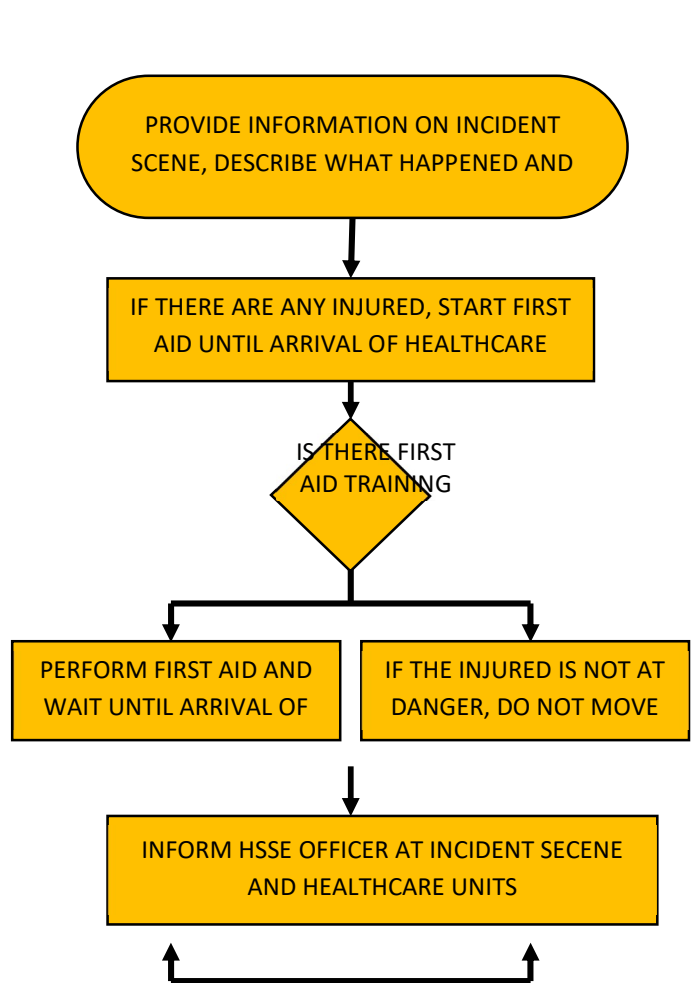 PROVIDE INFORMATION ON INCIDENT
SCENE, DESCRIBE WHAT HAPPENED AND
IF THERE ARE ANY INJURED, START FIRST
AID UNTIL ARRIVAL OF HEALTHCARE
IS THERE FIRST
AID TRAINING
PERFORM FIRST AID AND
WAIT UNTIL ARRIVAL OF
IF THE INJURED IS NOT AT
DANGER, DO NOT MOVE
INFORM HSSE OFFICER AT INCIDENT SECENE
AND HEALTHCARE UNITS